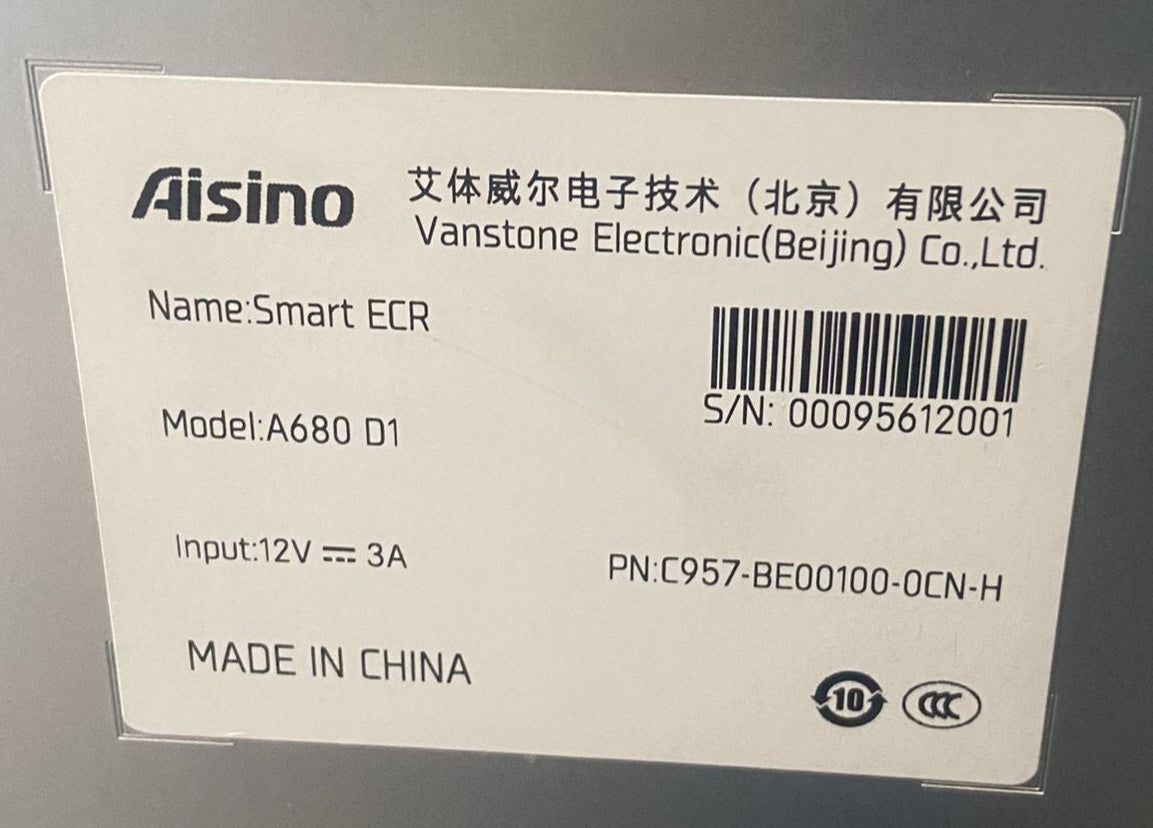 Aisino
艾体威尔电子技术（北京）有限公司
Vanstone Electronic(Beijing) Co.,Ltd.
Name:Smart ECR
S/N: 00095612001
Model:A680 D1
Input:12V ⎓ 3A
PN:C957-BE00100-0CN-H
MADE IN CHINA
10
CCC